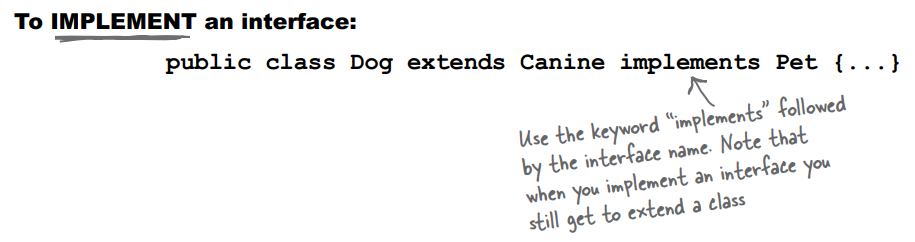 To IMPLEMENT an interface:
public class Dog extends Canine implements Pet {...}
Use the keyword “implements” followed
by the interface name. Note that
when you implement an interface you
still get to extend a class